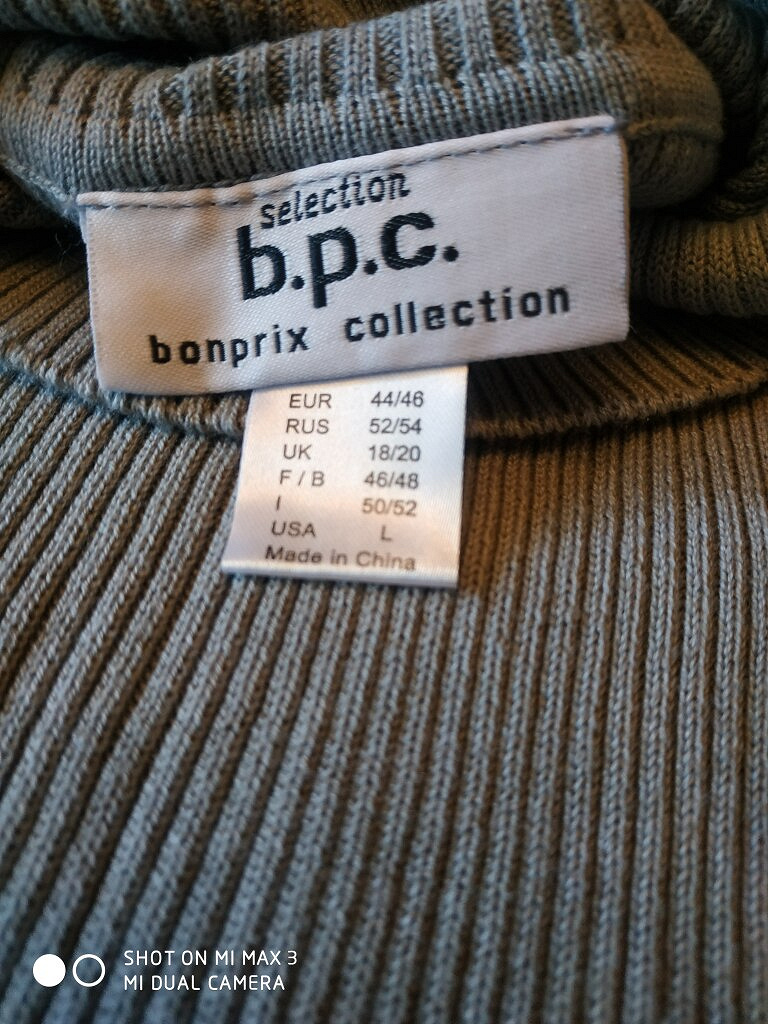 selection
b.p.c.
bonprix collection
EUR 44/46
RUS 52/54
UK 18/20
F / B 46/48
I 50/52
USA L
Made in China
SHOT ON MI MAX 3
MI DUAL CAMERA